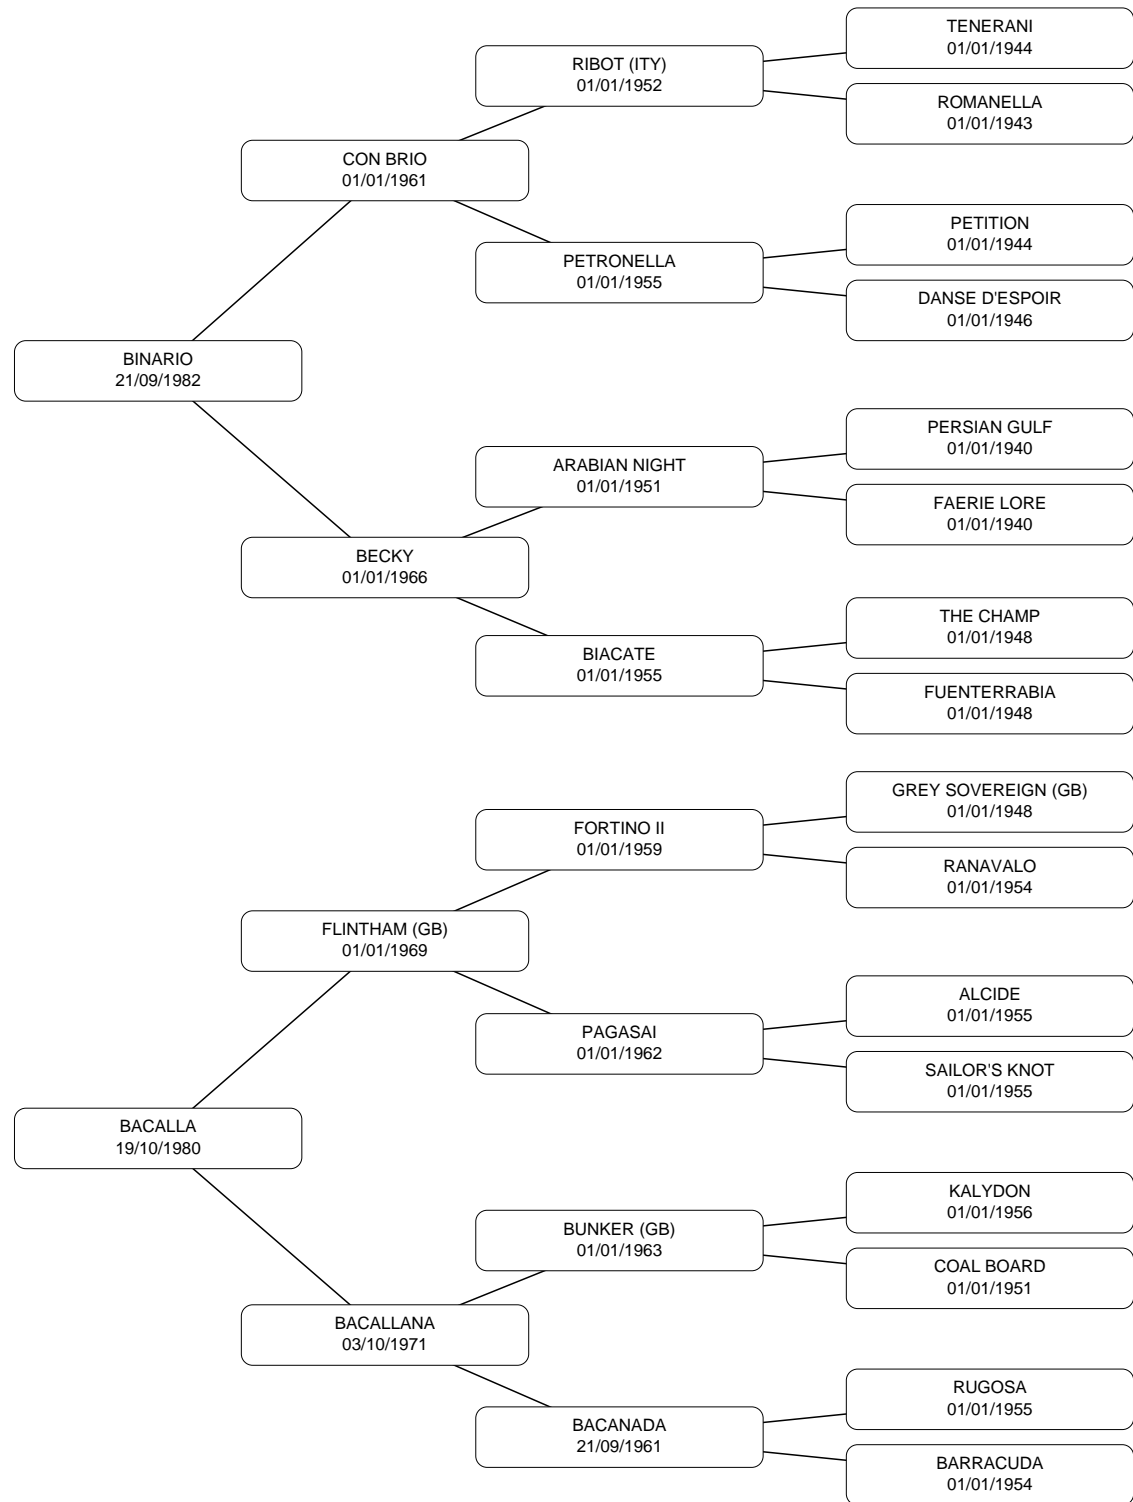 TENERANI
01/01/1944
RIBOT (ITY)
01/01/1952
ROMANELLA
01/01/1943
CON BRIO
01/01/1961
PETITION
01/01/1944
PETRONELLA
01/01/1955
DANSE D'ESPOIR
01/01/1946
BINARIO
21/09/1982
PERSIAN GULF
01/01/1940
ARABIAN NIGHT
01/01/1951
FAERIE LORE
01/01/1940
BECKY
01/01/1966
THE CHAMP
01/01/1948
BIACATE
01/01/1955
FUENTERRABIA
01/01/1948
GREY SOVEREIGN (GB)
01/01/1948
FORTINO II
01/01/1959
RANAVALO
01/01/1954
FLINTHAM (GB)
01/01/1969
ALCIDE
01/01/1955
PAGASAI
01/01/1962
SAILOR'S KNOT
01/01/1955
BACALLA
19/10/1980
KALYDON
01/01/1956
BUNKER (GB)
01/01/1963
COAL BOARD
01/01/1951
BACALLANA
03/10/1971
RUGOSA
01/01/1955
BACANADA
21/09/1961
BARRACUDA
01/01/1954